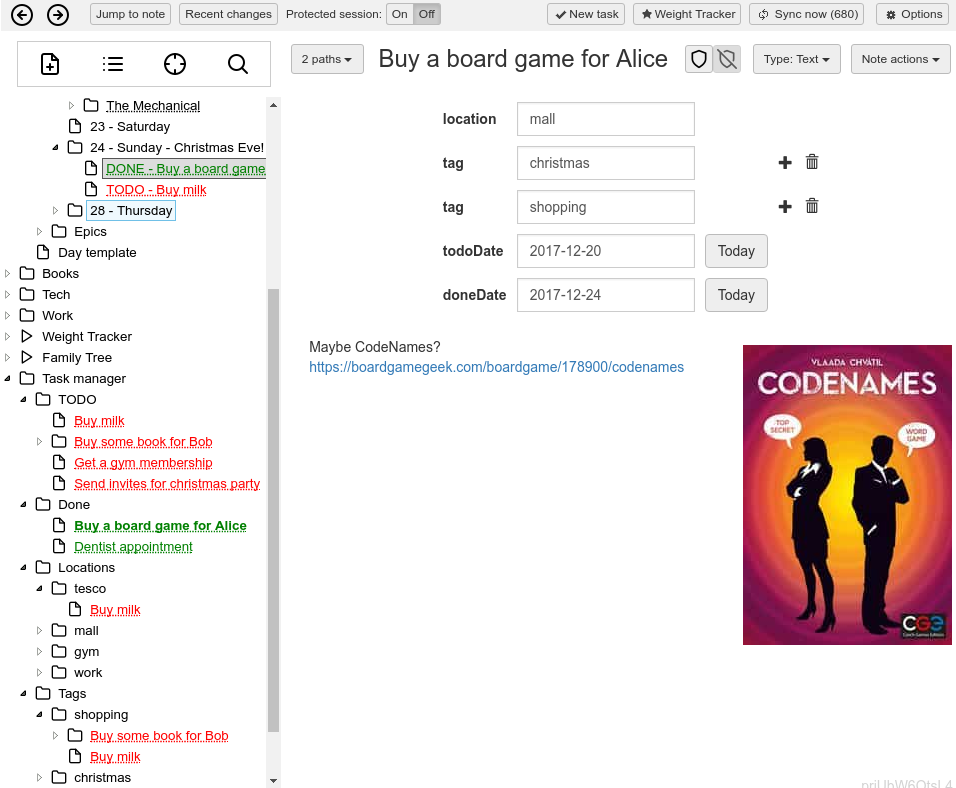 Jump to note Recent changes Protected session: On Off New task Weight Tracker Sync now (680) Options
2 paths Buy a board game for Alice Type: Text Note actions
The Mechanical
23 - Saturday
24 - Sunday - Christmas Eve!
DONE - Buy a board game
TODO - Buy milk
28 - Thursday
Epics
Day template
Books
Tech
Work
Weight Tracker
Family Tree
Task manager
TODO
Buy milk
Buy some book for Bob
Get a gym membership
Send invites for christmas party
Done
Buy a board game for Alice
Dentist appointment
Locations
tesco
Buy milk
mall
gym
work
Tags
shopping
Buy some book for Bob
Buy milk
christmas
location mall
tag christmas
tag shopping
todoDate 2017-12-20 Today
doneDate 2017-12-24 Today
Maybe CodeNames?
https://boardgamegeek.com/boardgame/178900/codenames
VLAADA CHVÁTIL
CODENAMES
TOP
SECRET
WORD
GAME
CGE
Czech Games Edition